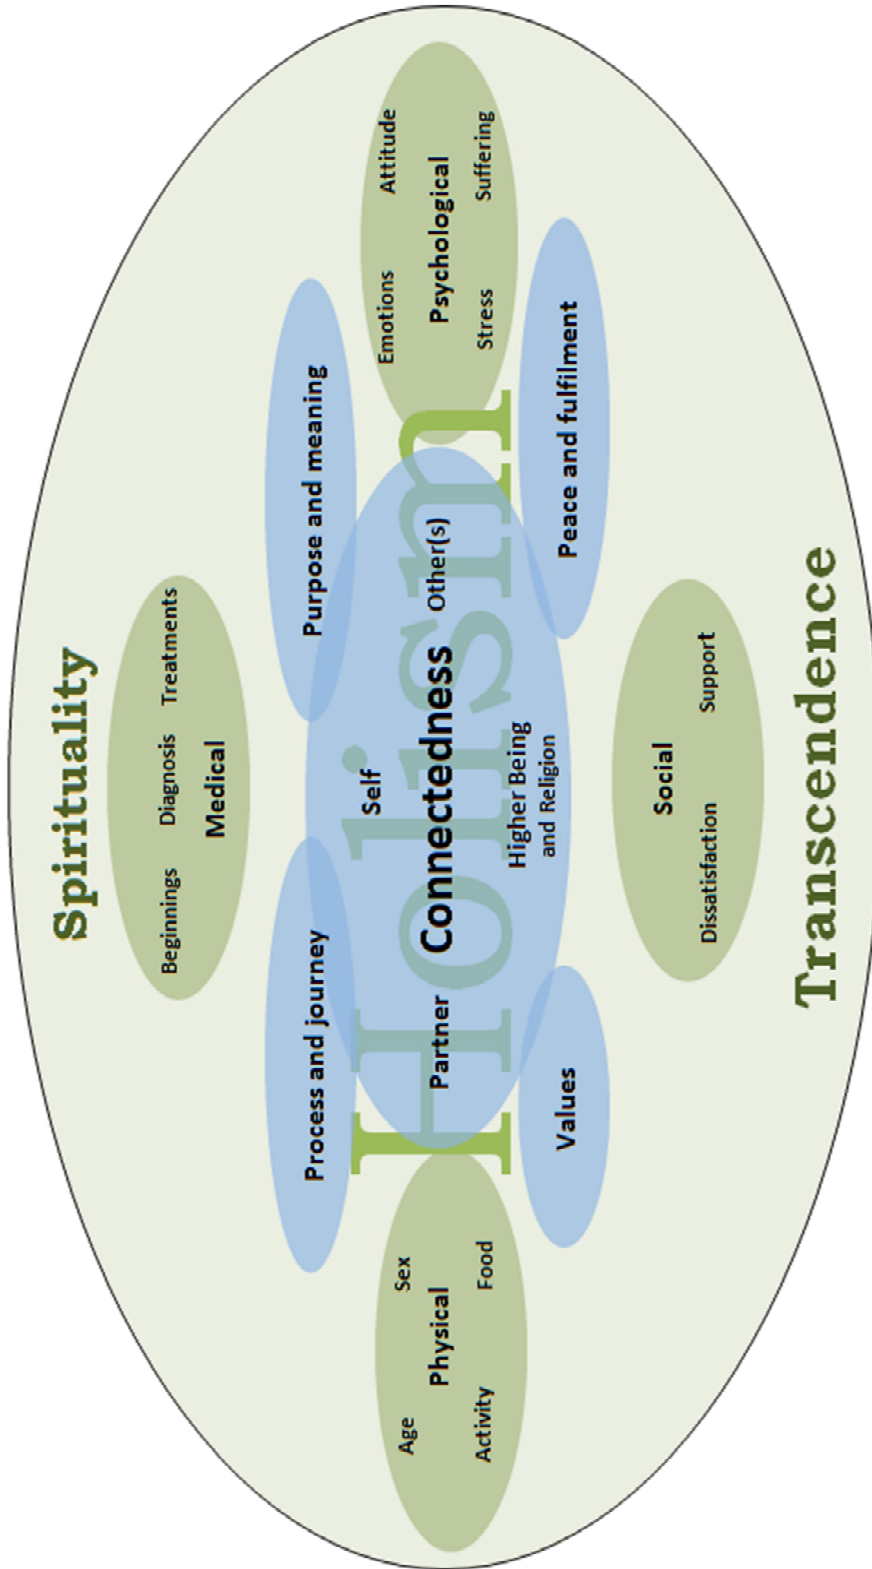 Spirituality
Beginnings Diagnosis Treatments
Medical
Process and journey
Purpose and meaning
Age Sex
Physical
Activity Food
Holism
Self
Partner Connectedness Other(s)
Higher Being
and Religion
Emotions Attitude
Psychological
Stress Suffering
Values
Peace and fulfilment
Social
Dissatisfaction Support
Transcendence